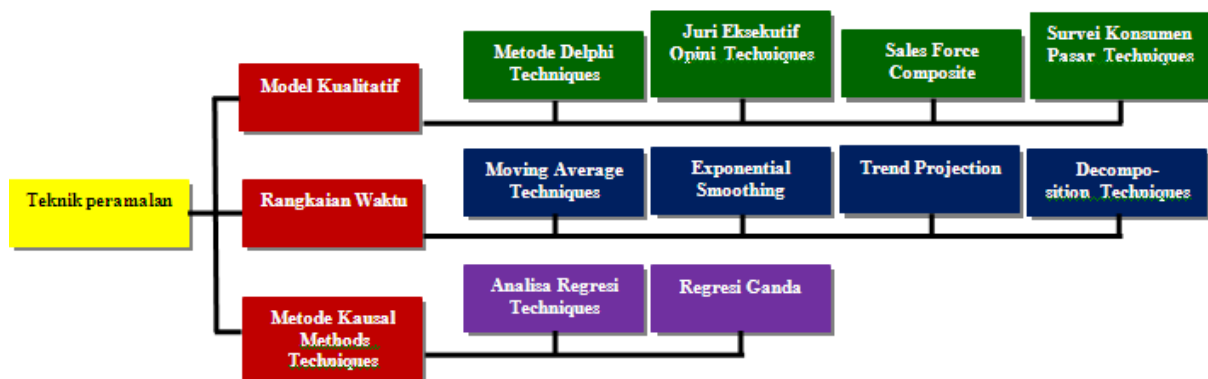 Teknik peramalan
Model Kualitatif
Metode Delphi
Techniques
Juri Eksekutif
Opini Techniques
Sales Force
Composite
Survei Konsumen
Pasar Techniques
Rangkaian Waktu
Moving Average
Techniques
Exponential
Smoothing
Trend Projection
Decompo-
sition Techniques
Metode Kausal
Methods
Techniques
Analisa Regresi
Techniques
Regresi Ganda